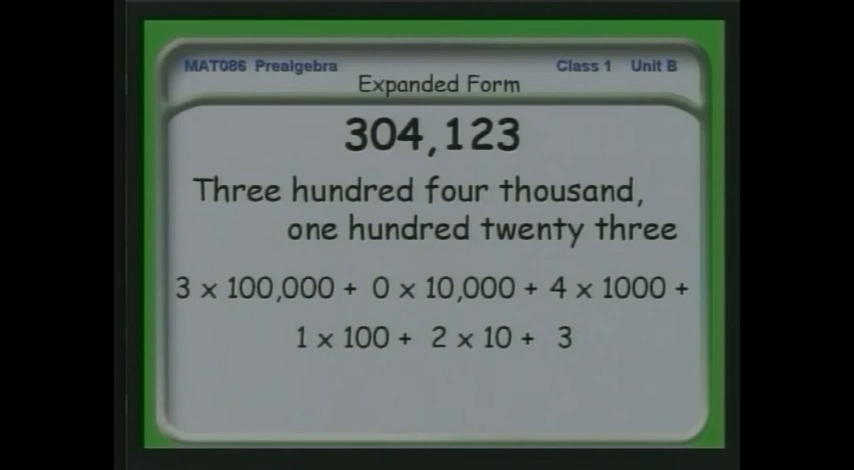 MAT086 Prealgebra Class 1 Unit B
Expanded Form
304,123
Three hundred four thousand,
one hundred twenty three
3 x 100,000 + 0 x 10,000 + 4 x 1000 +
1 x 100 + 2 x 10 + 3